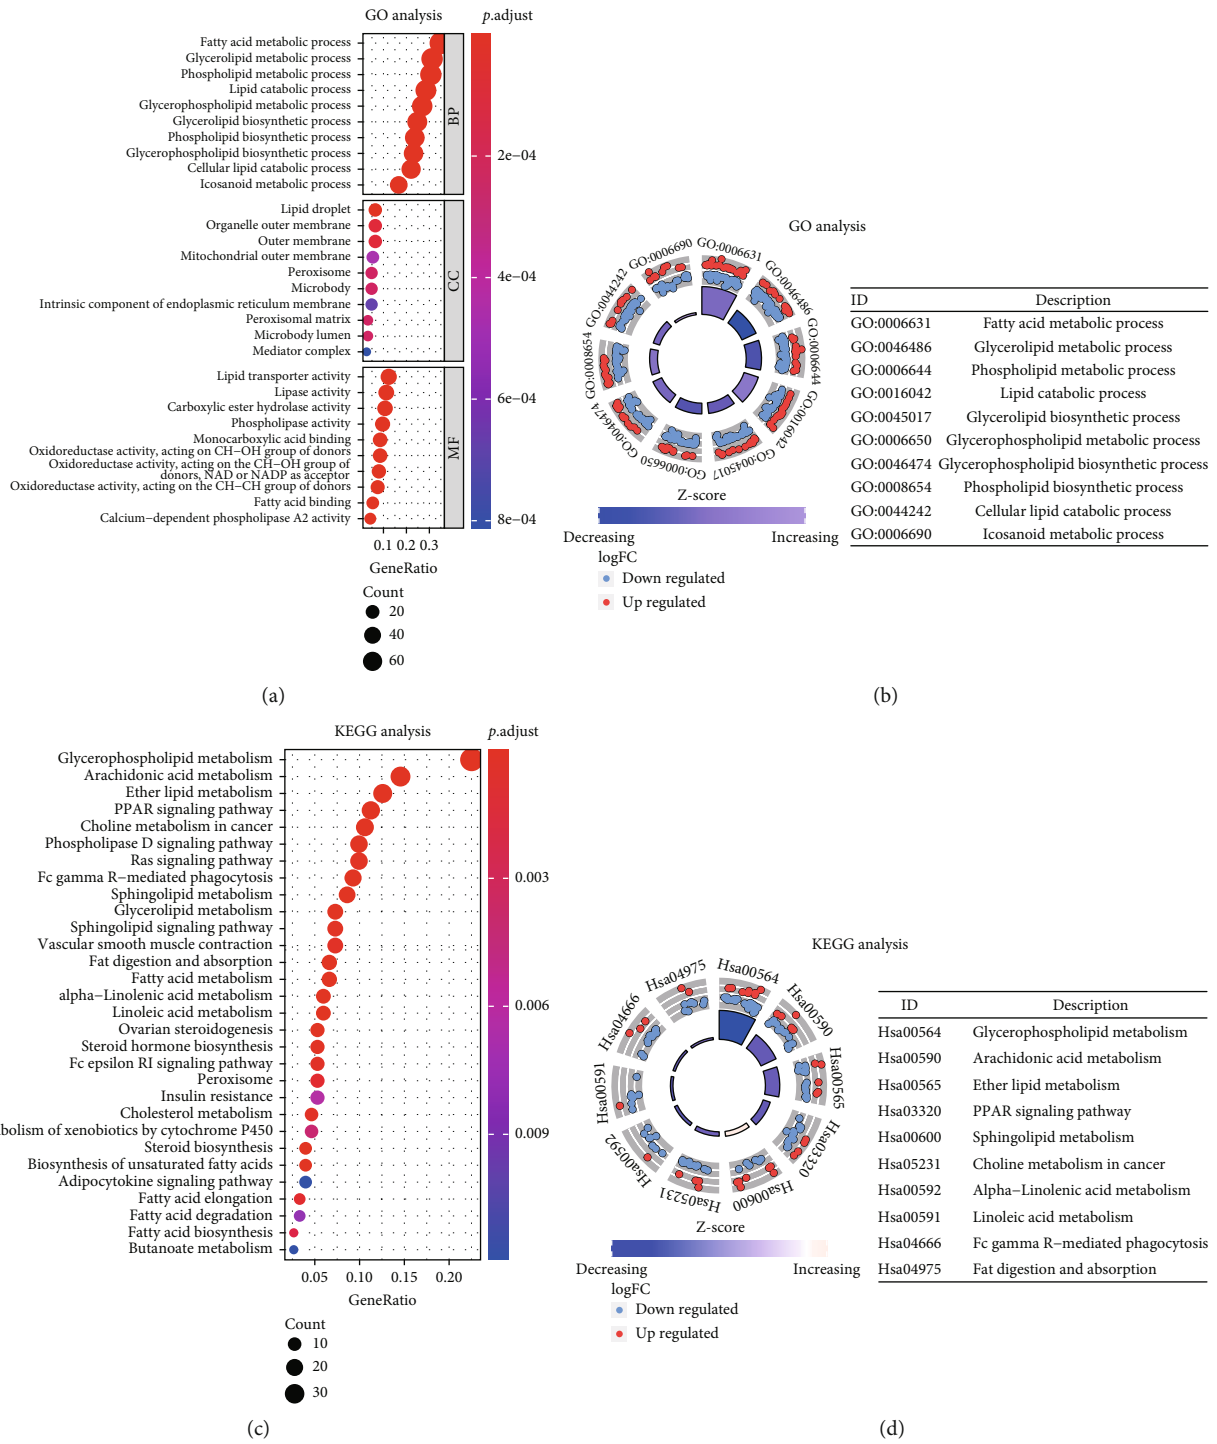 GO analysis
p.adjust
Fatty acid metabolic process
Glycerolipid metabolic process
Phospholipid metabolic process
Lipid catabolic process
Glycerophospholipid metabolic process
Glycerolipid biosynthetic process
Phospholipid biosynthetic process
Glycerophospholipid biosynthetic process
Cellular lipid catabolic process
Icosanoid metabolic process
BP
Lipid droplet
Organelle outer membrane
Outer membrane
Mitochondrial outer membrane
Peroxisome
Microbody
Intrinsic component of endoplasmic reticulum membrane
Peroxisomal matrix
Microbody lumen
Mediator complex
CC
Lipid transporter activity
Lipase activity
Carboxylic ester hydrolase activity
Phospholipase activity
Monocarboxylic acid binding
Oxidoreductase activity, acting on CH−OH group of donors
Oxidoreductase activity, acting on the CH−OH group of
donors, NAD or NADP as acceptor
Oxidoreductase activity, acting on the CH−CH group of donors
Fatty acid binding
Calcium−dependent phospholipase A2 activity
MF
2e−04
4e−04
6e−04
8e−04
0.1 0.2 0.3
GeneRatio
Count
20
40
60
(a)
GO analysis
GO:0006631
GO:0046486
GO:0006644
GO:0016042
GO:0045017
GO:0006650
GO:0046474
GO:0008654
GO:0044242
GO:0006690
Z-score
Decreasing Increasing
logFC
Down regulated
Up regulated
ID Description
GO:0006631 Fatty acid metabolic process
GO:0046486 Glycerolipid metabolic process
GO:0006644 Phospholipid metabolic process
GO:0016042 Lipid catabolic process
GO:0045017 Glycerolipid biosynthetic process
GO:0006650 Glycerophospholipid metabolic process
GO:0046474 Glycerophospholipid biosynthetic process
GO:0008654 Phospholipid biosynthetic process
GO:0044242 Cellular lipid catabolic process
GO:0006690 Icosanoid metabolic process
(b)
KEGG analysis
p.adjust
Glycerophospholipid metabolism
Arachidonic acid metabolism
Ether lipid metabolism
PPAR signaling pathway
Choline metabolism in cancer
Phospholipase D signaling pathway
Ras signaling pathway
Fc gamma R−mediated phagocytosis
Sphingolipid metabolism
Glycerolipid metabolism
Sphingolipid signaling pathway
Vascular smooth muscle contraction
Fat digestion and absorption
Fatty acid metabolism
alpha−Linolenic acid metabolism
Linoleic acid metabolism
Ovarian steroidogenesis
Steroid hormone biosynthesis
Fc epsilon RI signaling pathway
Peroxisome
Insulin resistance
Cholesterol metabolism
bolism of xenobiotics by cytochrome P450
Steroid biosynthesis
Biosynthesis of unsaturated fatty acids
Adipocytokine signaling pathway
Fatty acid elongation
Fatty acid degradation
Fatty acid biosynthesis
Butanoate metabolism
0.003
0.006
0.009
0.05 0.10 0.15 0.20
GeneRatio
Count
10
20
30
(c)
KEGG analysis
Hsa00564
Hsa00590
Hsa00565
Hsa03320
Hsa00600
Hsa05231
Hsa00592
Hsa00591
Hsa04666
Hsa04975
Z-score
Decreasing Increasing
logFC
Down regulated
Up regulated
ID Description
Hsa00564 Glycerophospholipid metabolism
Hsa00590 Arachidonic acid metabolism
Hsa00565 Ether lipid metabolism
Hsa03320 PPAR signaling pathway
Hsa00600 Sphingolipid metabolism
Hsa05231 Choline metabolism in cancer
Hsa00592 Alpha−Linolenic acid metabolism
Hsa00591 Linoleic acid metabolism
Hsa04666 Fc gamma R−mediated phagocytosis
Hsa04975 Fat digestion and absorption
(d)